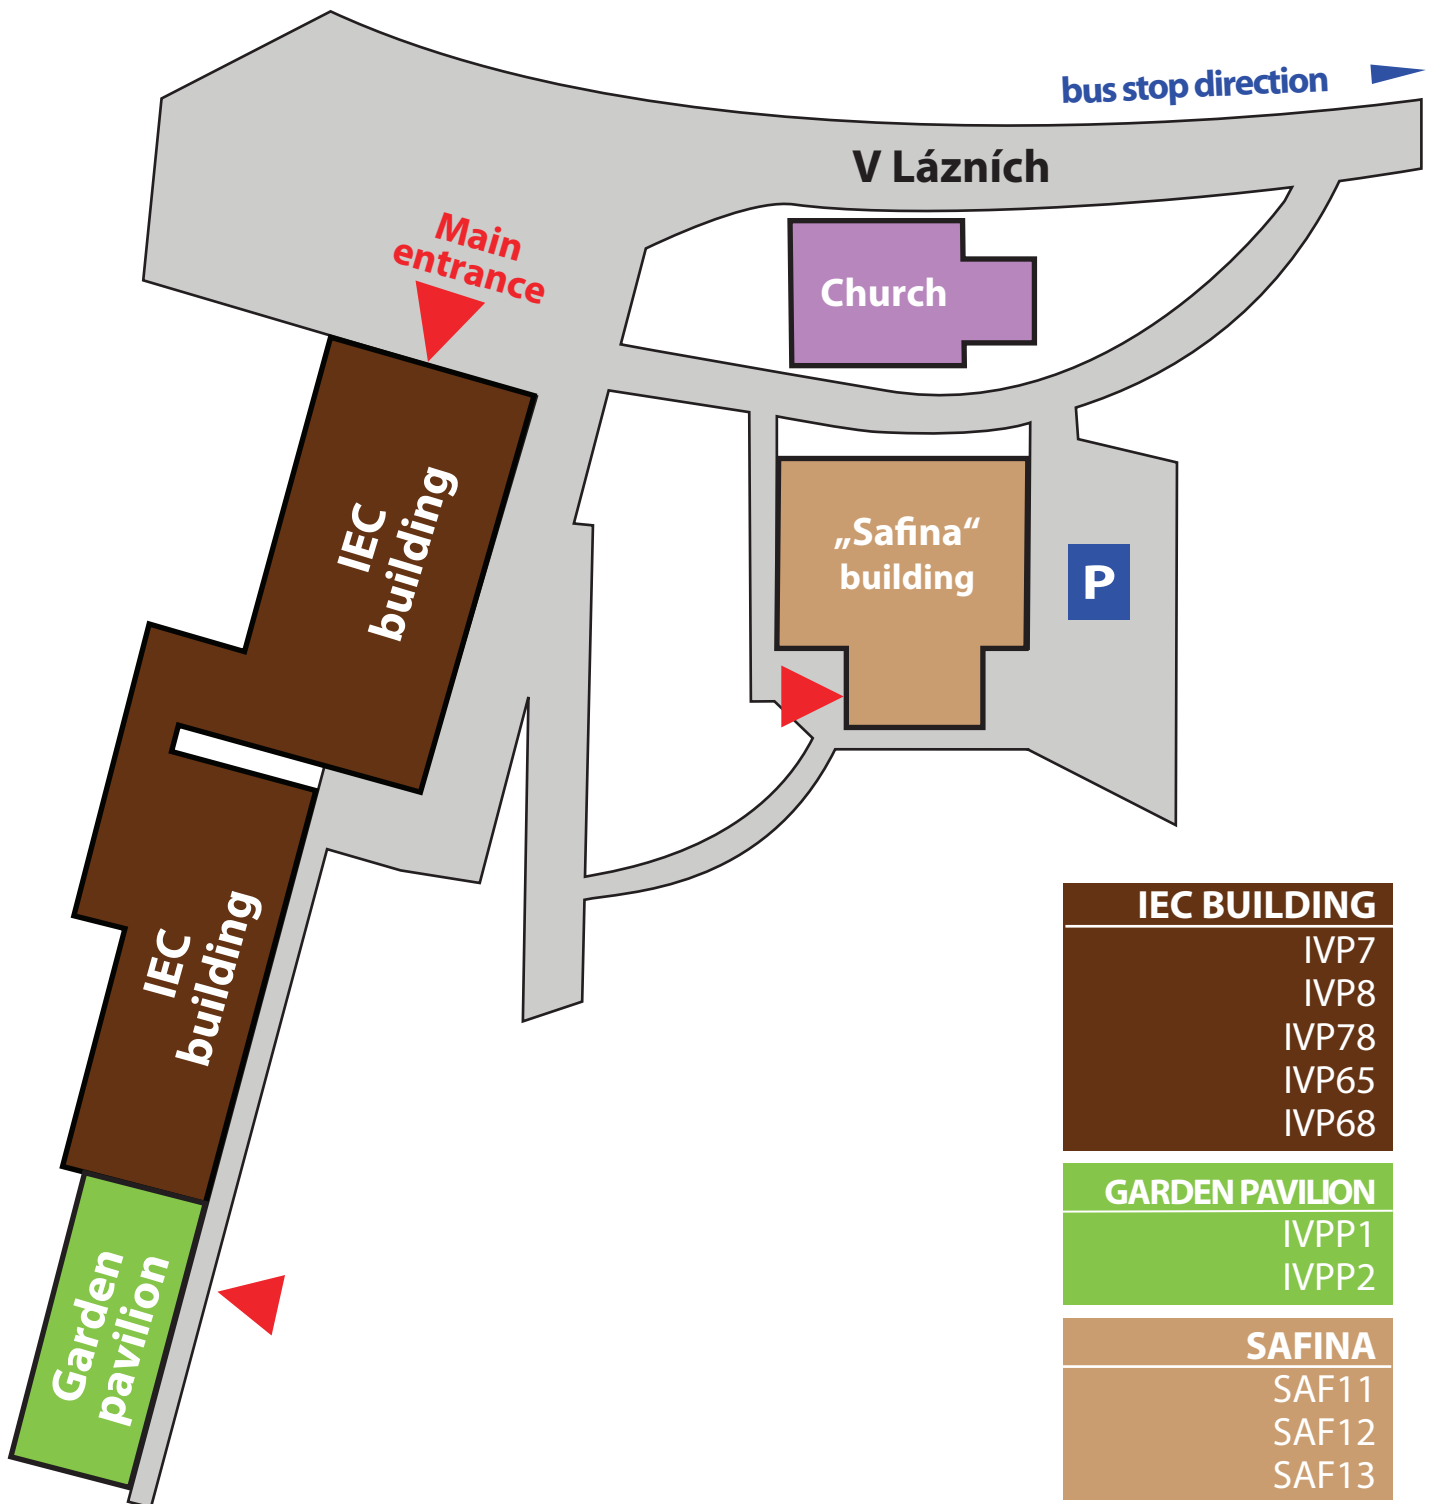 bus stop direction
V Lázních
Main
entrance
Church
IEC
building
„Safina“
building
P
IEC
building
Garden
pavilion
IEC BUILDING
IVP7
IVP8
IVP78
IVP65
IVP68
GARDEN PAVILION
IVPP1
IVPP2
SAFINA
SAF11
SAF12
SAF13